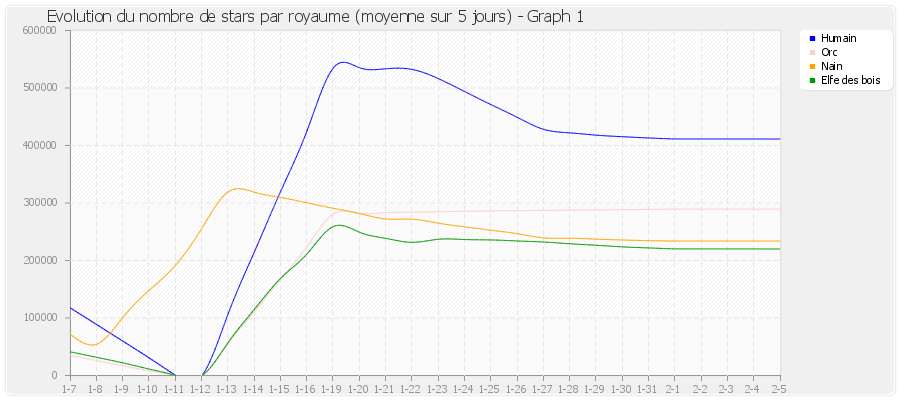 Evolution du nombre de stars par royaume (moyenne sur 5 jours) - Graph 1
600000
500000
400000
300000
200000
100000
0
1-7 1-8 1-9 1-10 1-11 1-12 1-13 1-14 1-15 1-16 1-19 1-20 1-21 1-22 1-23 1-24 1-25 1-26 1-27 1-28 1-29 1-30 1-31 2-1 2-2 2-3 2-4 2-5
Humain
Orc
Nain
Elfe des bois